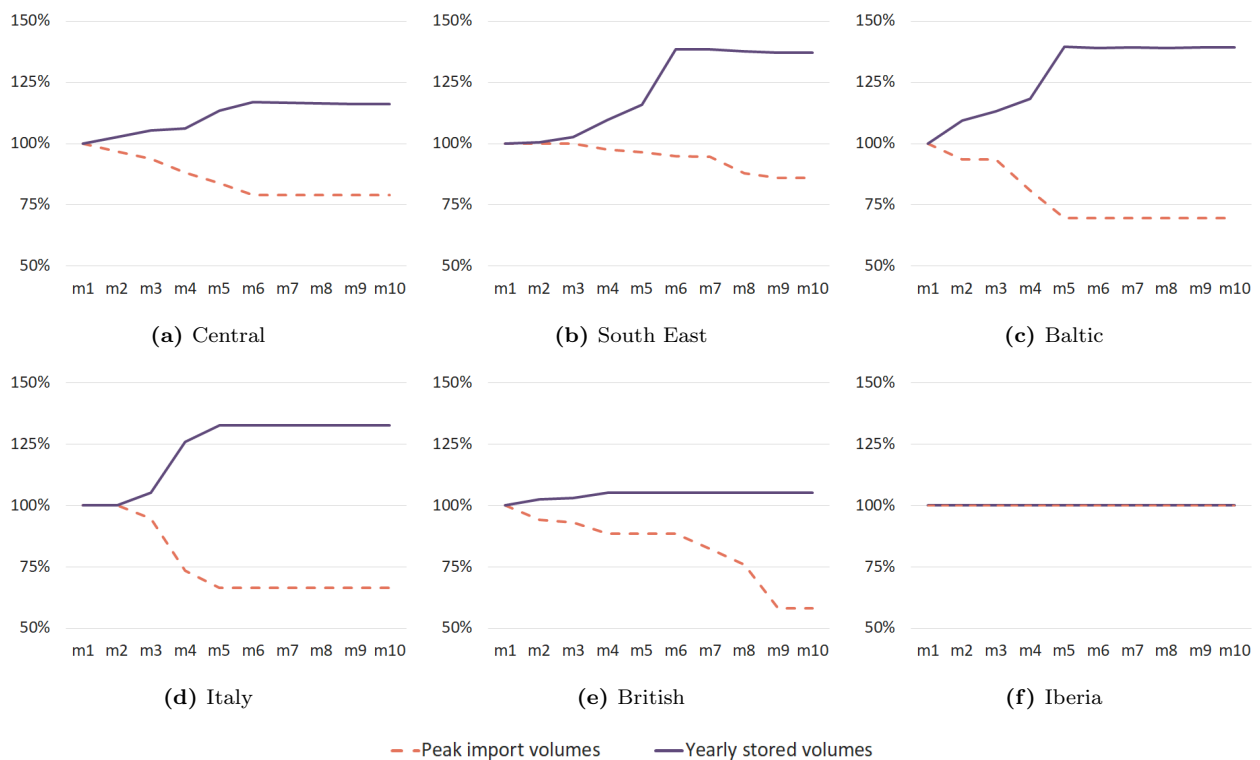 150% 150% 150%
125% 125% 125%
100% 100% 100%
75% 75% 75%
50% 50% 50%
m1 m2 m3 m4 m5 m6 m7 m8 m9 m10 m1 m2 m3 m4 m5 m6 m7 m8 m9 m10 m1 m2 m3 m4 m5 m6 m7 m8 m9 m10
(a) Central (b) South East (c) Baltic
150% 150% 150%
125% 125% 125%
100% 100% 100%
75% 75% 75%
50% 50% 50%
m1 m2 m3 m4 m5 m6 m7 m8 m9 m10 m1 m2 m3 m4 m5 m6 m7 m8 m9 m10 m1 m2 m3 m4 m5 m6 m7 m8 m9 m10
(d) Italy (e) British (f) Iberia
Peak import volumes Yearly stored volumes